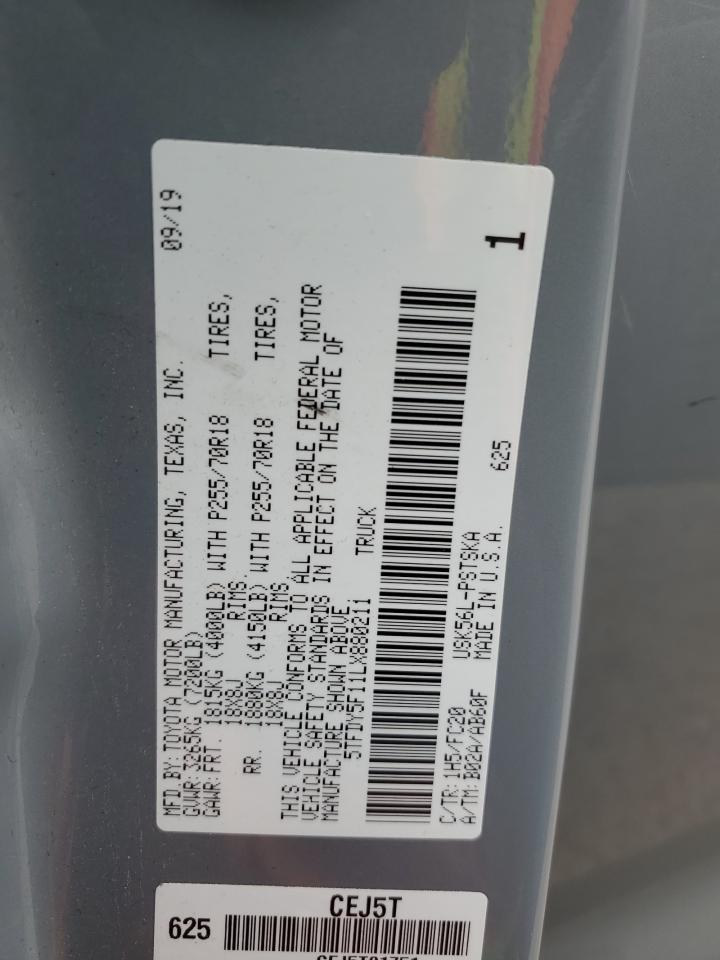 MFD.BY:TOYOTA MOTOR MANUFACTURING, TEXAS, INC. 09/19
GVWR:3265KG (7200LB)
GAWR:FRT. 1815KG (4000LB) WITH P255/70R18 TIRES,
18X8J RIMS.
RR. 1880KG (4150LB) WITH P255/70R18 TIRES,
18X8J RIMS.
THIS VEHICLE CONFORMS TO ALL APPLICABLE FEDERAL MOTOR
VEHICLE SAFETY STANDARDS IN EFFECT ON THE DATE OF
MANUFACTURE SHOWN ABOVE.
5TFDY5F11LX880211 TRUCK
C/TR:1H5/FC20 USK56L-PSTSKA 625
A/TM:B02A/AB60F MADE IN U.S.A.
1
CEJ5T
625